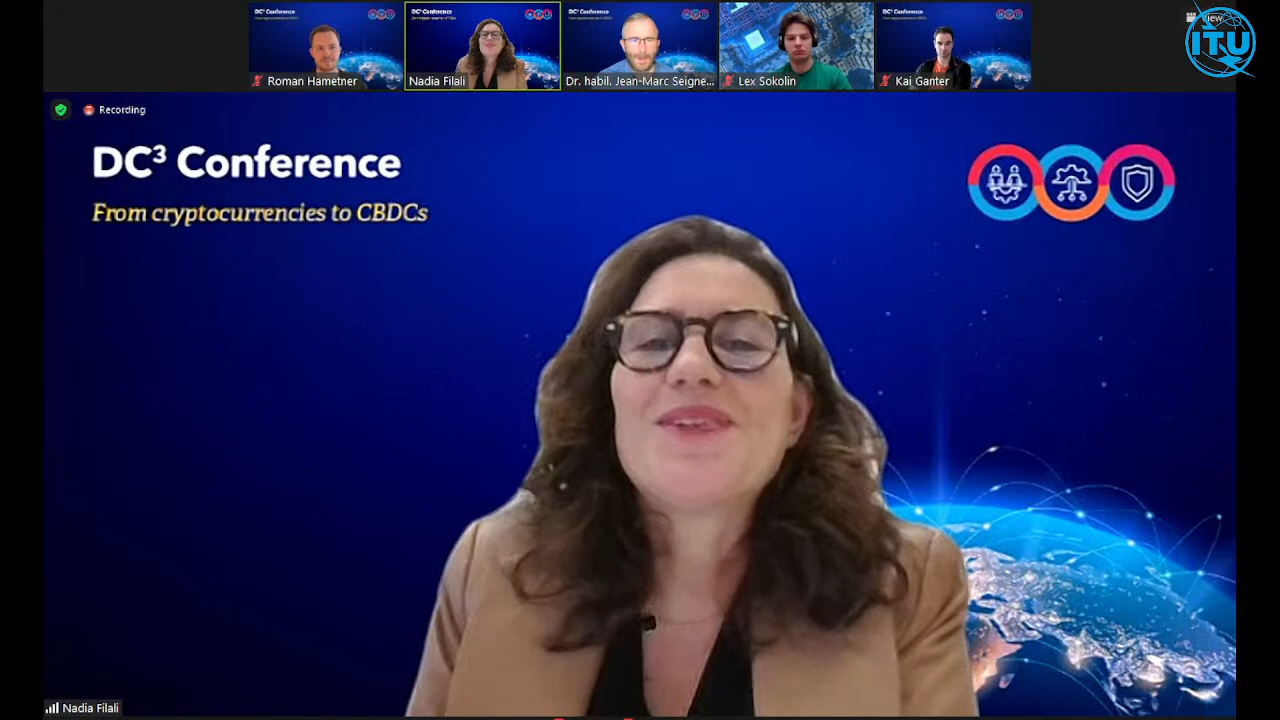 Roman Hametner
Nadia Filali
Dr. habil. Jean-Marc Seigne...
Lex Sokolin
Kai Ganter
View
ITU
Recording
DC³ Conference
From cryptocurrencies to CBDCs
Nadia Filali